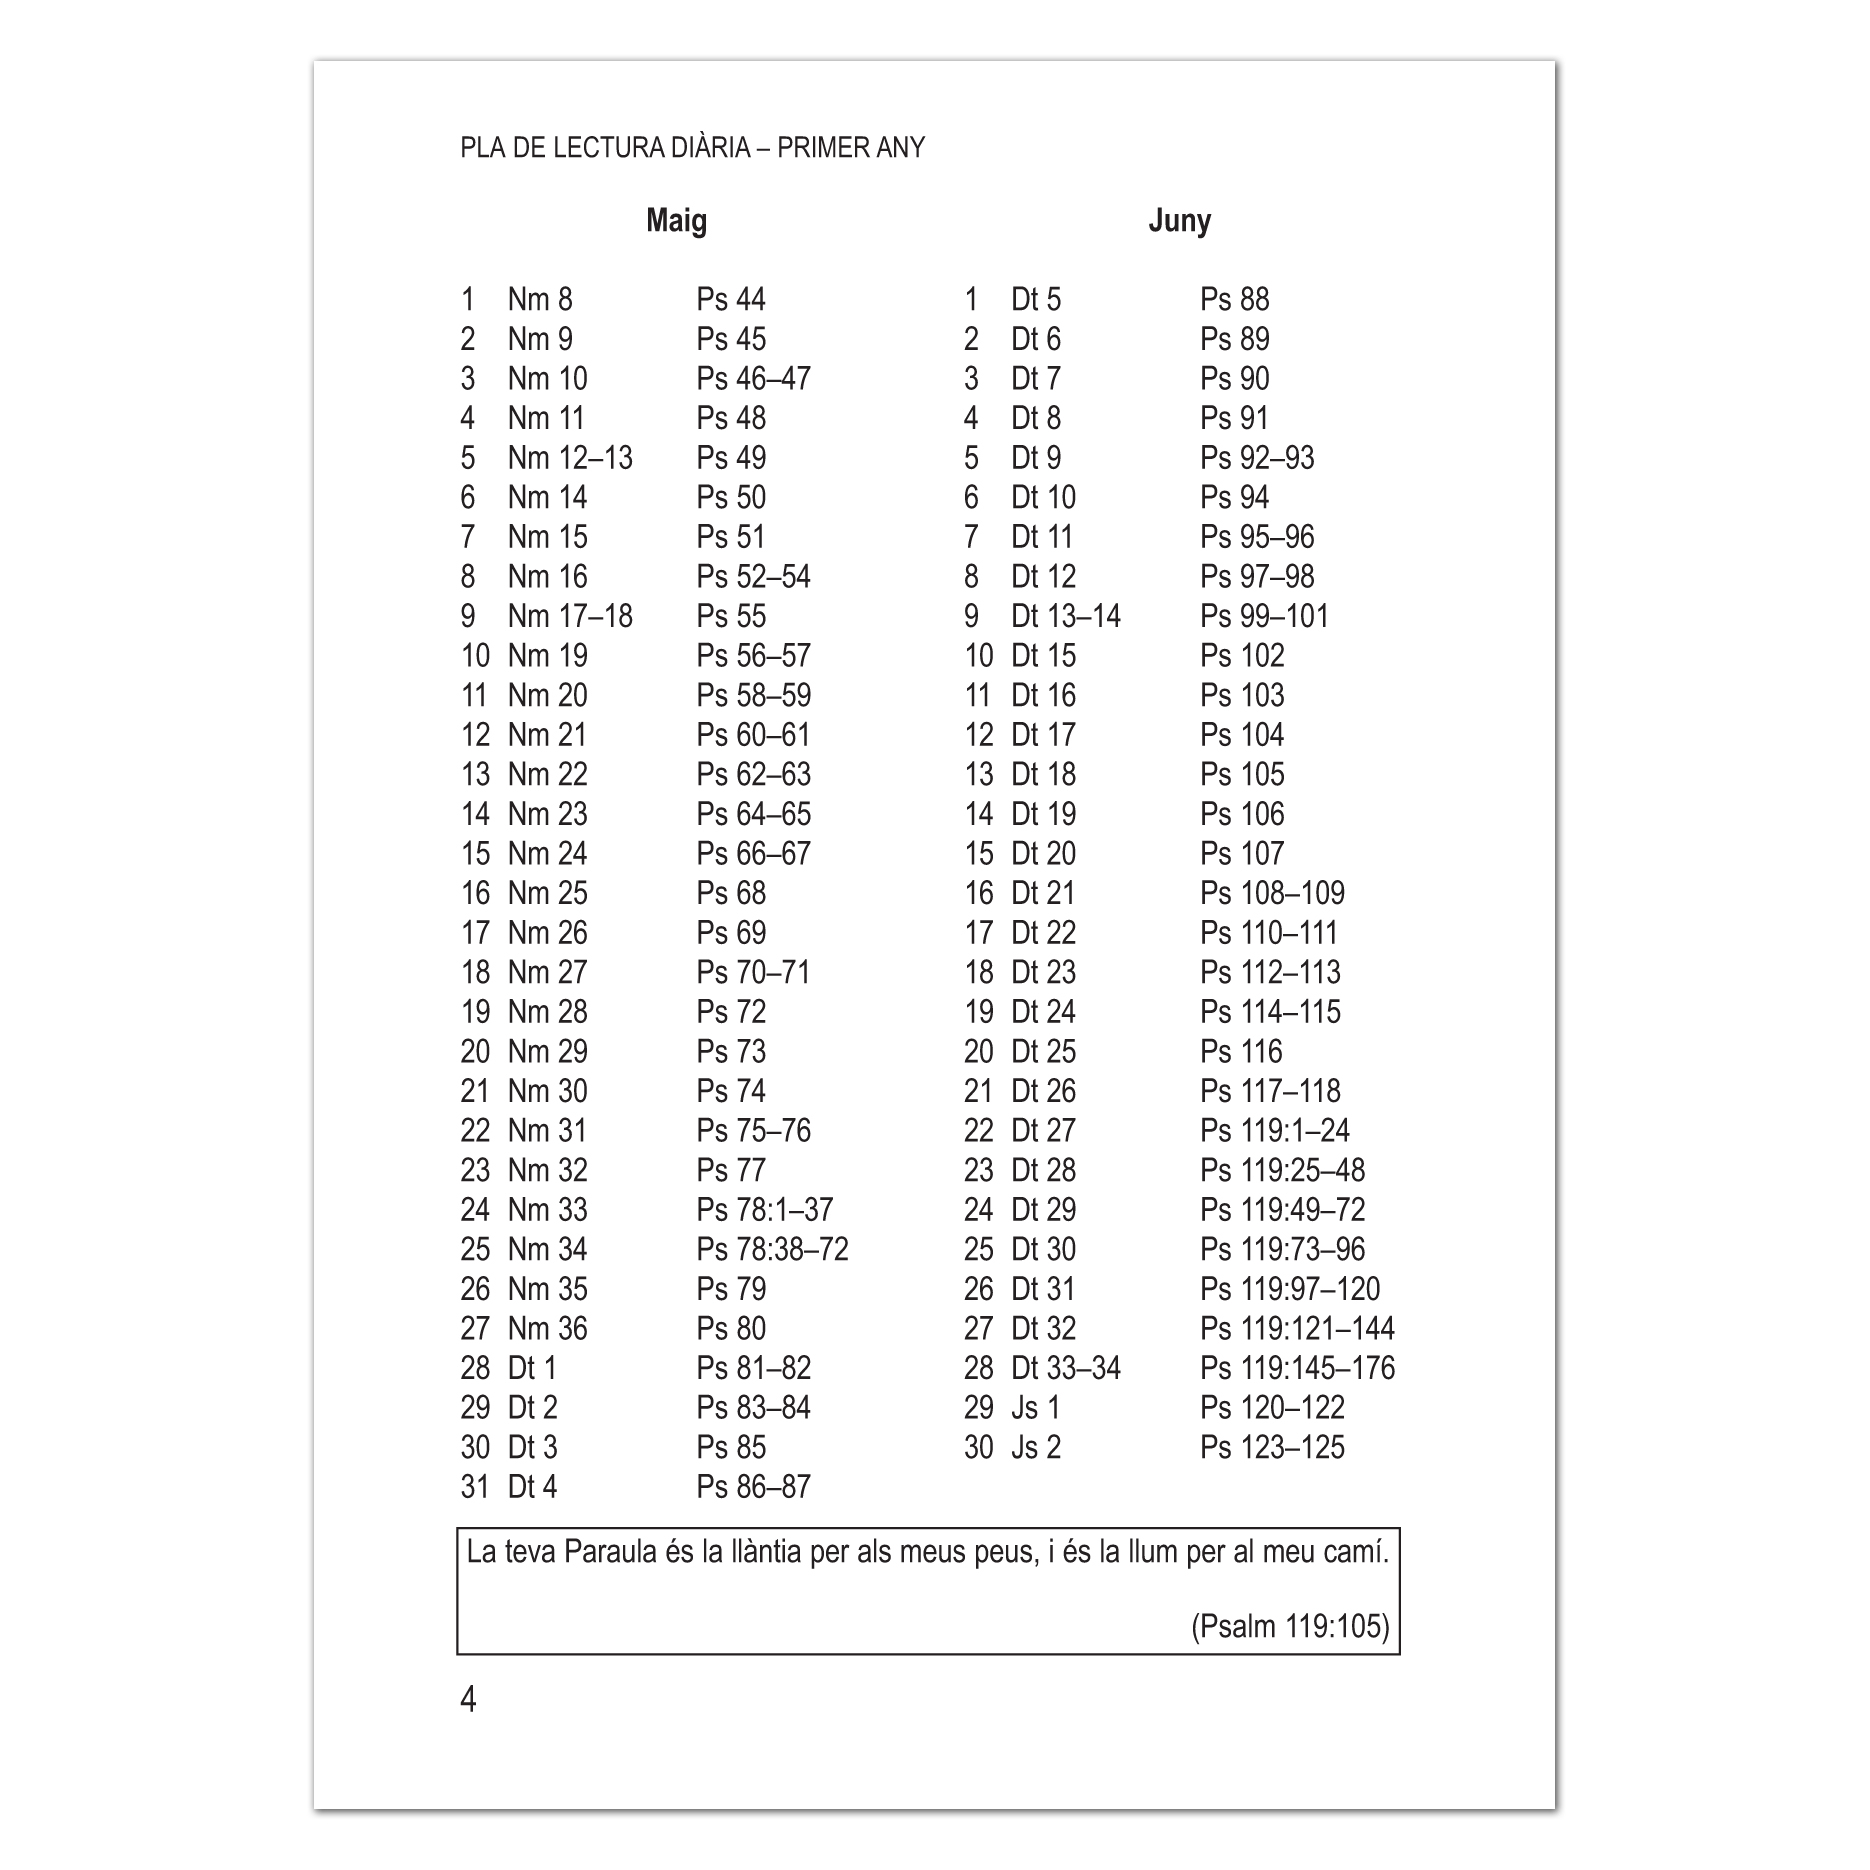 PLA DE LECTURA DIÀRIA – PRIMER ANY
Maig
1 Nm 8 Ps 44
2 Nm 9 Ps 45
3 Nm 10 Ps 46–47
4 Nm 11 Ps 48
5 Nm 12–13 Ps 49
6 Nm 14 Ps 50
7 Nm 15 Ps 51
8 Nm 16 Ps 52–54
9 Nm 17–18 Ps 55
10 Nm 19 Ps 56–57
11 Nm 20 Ps 58–59
12 Nm 21 Ps 60–61
13 Nm 22 Ps 62–63
14 Nm 23 Ps 64–65
15 Nm 24 Ps 66–67
16 Nm 25 Ps 68
17 Nm 26 Ps 69
18 Nm 27 Ps 70–71
19 Nm 28 Ps 72
20 Nm 29 Ps 73
21 Nm 30 Ps 74
22 Nm 31 Ps 75–76
23 Nm 32 Ps 77
24 Nm 33 Ps 78:1–37
25 Nm 34 Ps 78:38–72
26 Nm 35 Ps 79
27 Nm 36 Ps 80
28 Dt 1 Ps 81–82
29 Dt 2 Ps 83–84
30 Dt 3 Ps 85
31 Dt 4 Ps 86–87
Juny
1 Dt 5 Ps 88
2 Dt 6 Ps 89
3 Dt 7 Ps 90
4 Dt 8 Ps 91
5 Dt 9 Ps 92–93
6 Dt 10 Ps 94
7 Dt 11 Ps 95–96
8 Dt 12 Ps 97–98
9 Dt 13–14 Ps 99–101
10 Dt 15 Ps 102
11 Dt 16 Ps 103
12 Dt 17 Ps 104
13 Dt 18 Ps 105
14 Dt 19 Ps 106
15 Dt 20 Ps 107
16 Dt 21 Ps 108–109
17 Dt 22 Ps 110–111
18 Dt 23 Ps 112–113
19 Dt 24 Ps 114–115
20 Dt 25 Ps 116
21 Dt 26 Ps 117–118
22 Dt 27 Ps 119:1–24
23 Dt 28 Ps 119:25–48
24 Dt 29 Ps 119:49–72
25 Dt 30 Ps 119:73–96
26 Dt 31 Ps 119:97–120
27 Dt 32 Ps 119:121–144
28 Dt 33–34 Ps 119:145–176
29 Js 1 Ps 120–122
30 Js 2 Ps 123–125
La teva Paraula és la llàntia per als meus peus, i és la llum per al meu camí.
(Psalm 119:105)
4